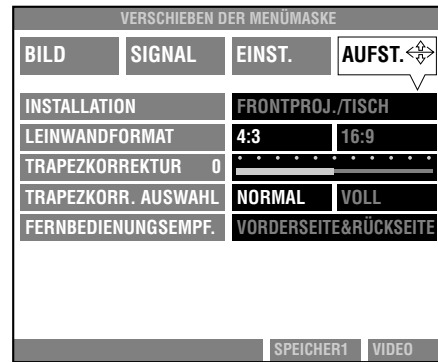 VERSCHIEBEN DER MENÜMASKE
BILD SIGNAL EINST. AUFST.
INSTALLATION FRONTPROJ./TISCH
LEINWANDFORMAT 4:3 16:9
TRAPEZKORREKTUR 0
TRAPEZKORR. AUSWAHL NORMAL VOLL
FERNBEDIENUNGSEMPF. VORDERSEITE&RÜCKSEITE
SPEICHER1 VIDEO